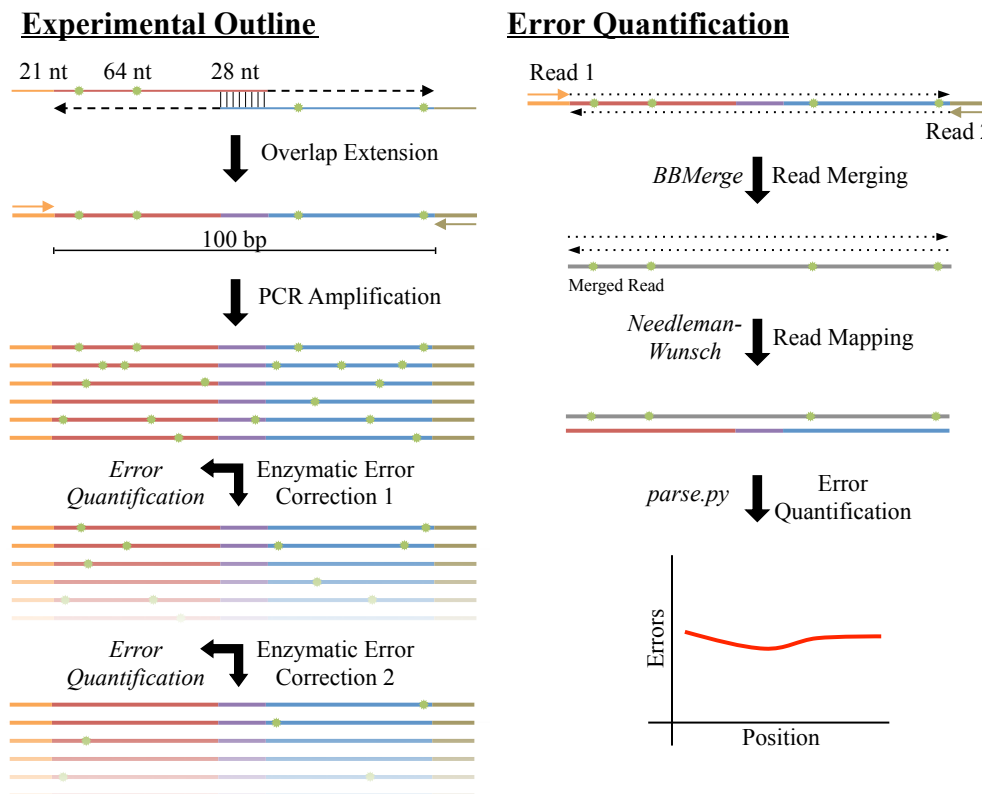 Experimental Outline
21 nt 64 nt 28 nt
Overlap Extension
100 bp
PCR Amplification
Error
Quantification
Enzymatic Error
Correction 1
Error
Quantification
Enzymatic Error
Correction 2
Error Quantification
Read 1
Read 2
BBMerge Read Merging
Merged Read
Needleman-
Wunsch
Read Mapping
parse.py
Error
Quantification
Errors
Position